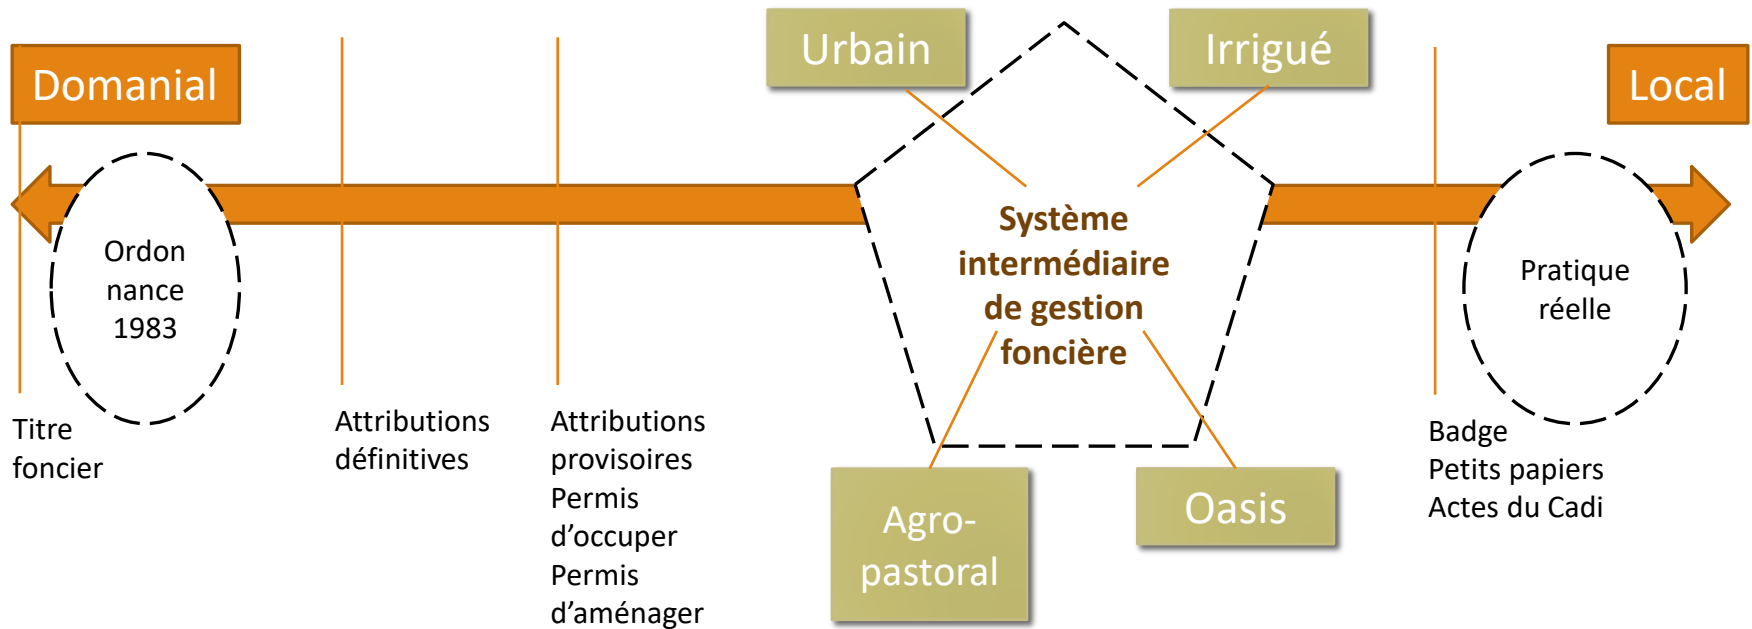 Domanial
Urbain
Irrigué
Local
Ordon
nance
1983
Système
intermédiaire
de gestion
foncière
Pratique
réelle
Titre
foncier
Attributions
définitives
Attributions
provisoires
Permis
d’occuper
Permis
d’aménager
Agro-
pastoral
Oasis
Badge
Petits papiers
Actes du Cadi